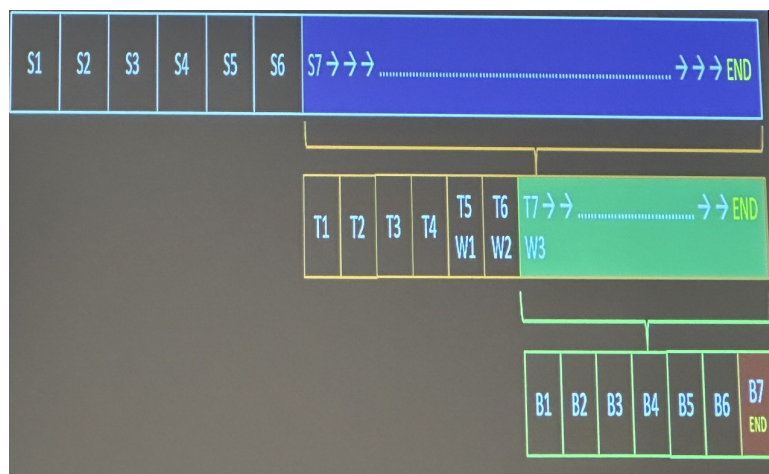 S1 S2 S3 S4 S5 S6 S7→→→........................→→→END
T1 T2 T3 T4 T5 T6 T7→→........................→→END
W1 W2 W3
B1 B2 B3 B4 B5 B6 B7
END